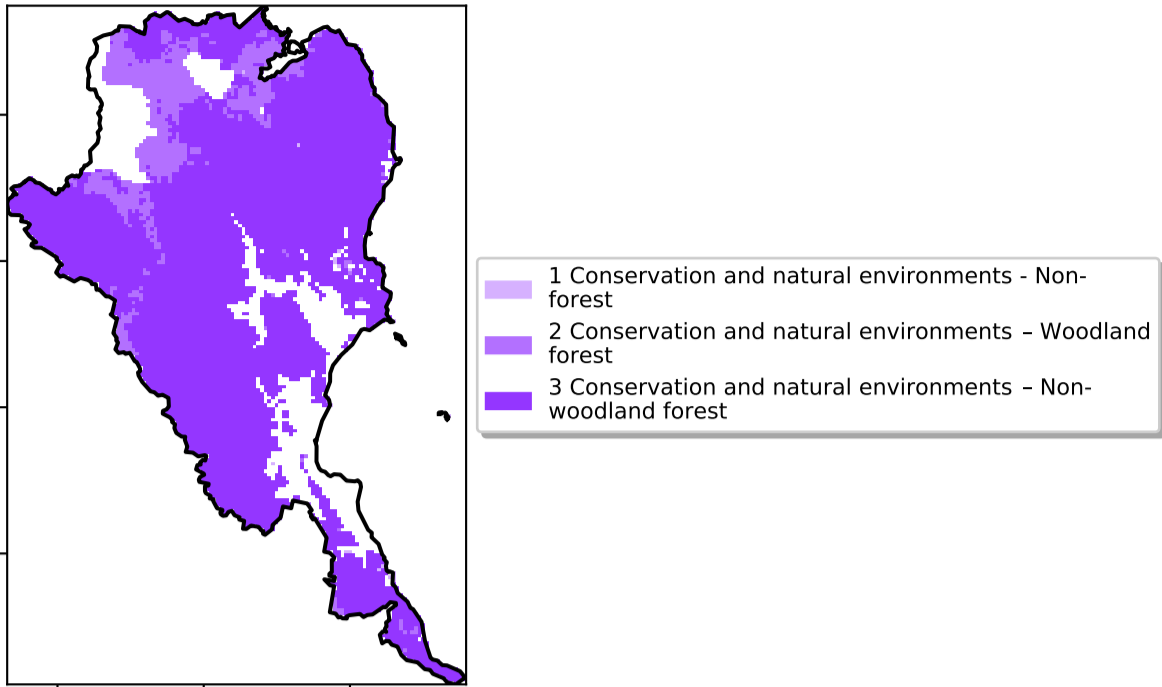 1 Conservation and natural environments - Non-
forest
2 Conservation and natural environments – Woodland
forest
3 Conservation and natural environments – Non-
woodland forest